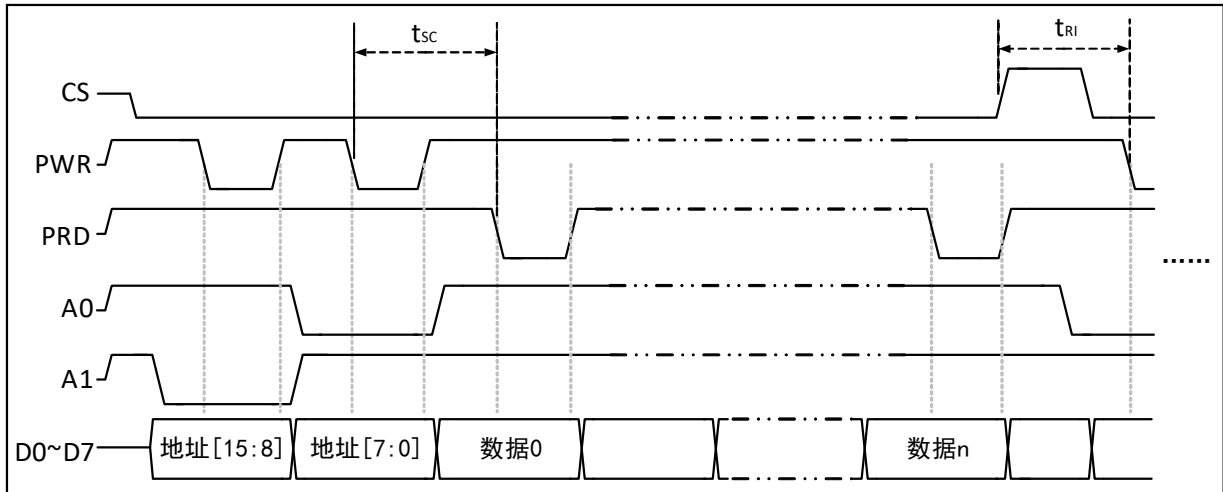 tSC
tRI
CS
PWR
PRD
......
A0
A1
D0~D7
地址[15:8]
地址[7:0]
数据0
数据n